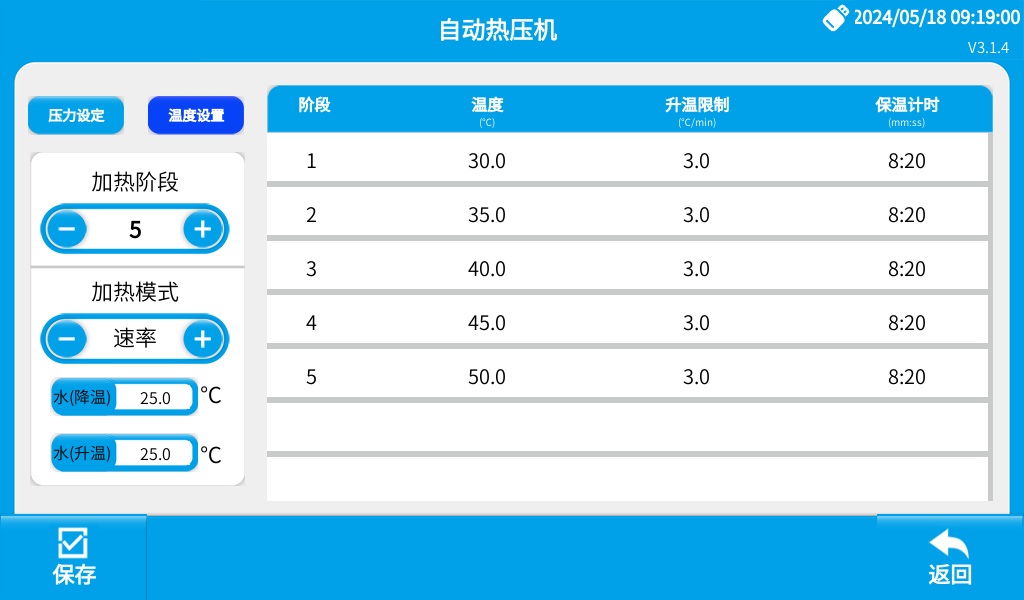 自动热压机
2024/05/18 09:19:00
V3.1.4
压力设定 温度设置
加热阶段
5
加热模式
速率
水(降温) 25.0 °C
水(升温) 25.0 °C
阶段 温度 升温限制 保温计时
(°C) (°C/min) (mm:ss)
1 30.0 3.0 8:20
2 35.0 3.0 8:20
3 40.0 3.0 8:20
4 45.0 3.0 8:20
5 50.0 3.0 8:20
保存 返回